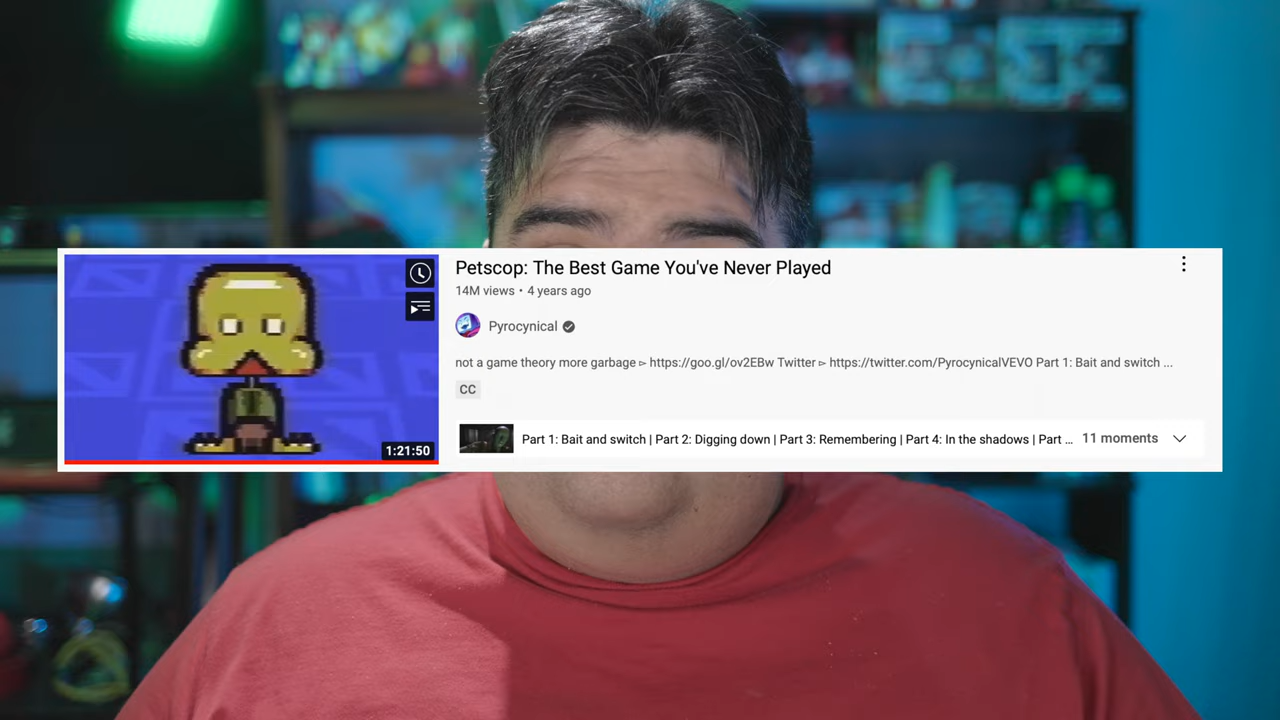 Petscop: The Best Game You've Never Played
14M views • 4 years ago
Pyrocynical
not a game theory more garbage ▻ https://goo.gl/ov2EBw Twitter ▻ https://twitter.com/PyrocynicalVEVO Part 1: Bait and switch ...
CC
1:21:50
Part 1: Bait and switch | Part 2: Digging down | Part 3: Remembering | Part 4: In the shadows | Part ... 11 moments